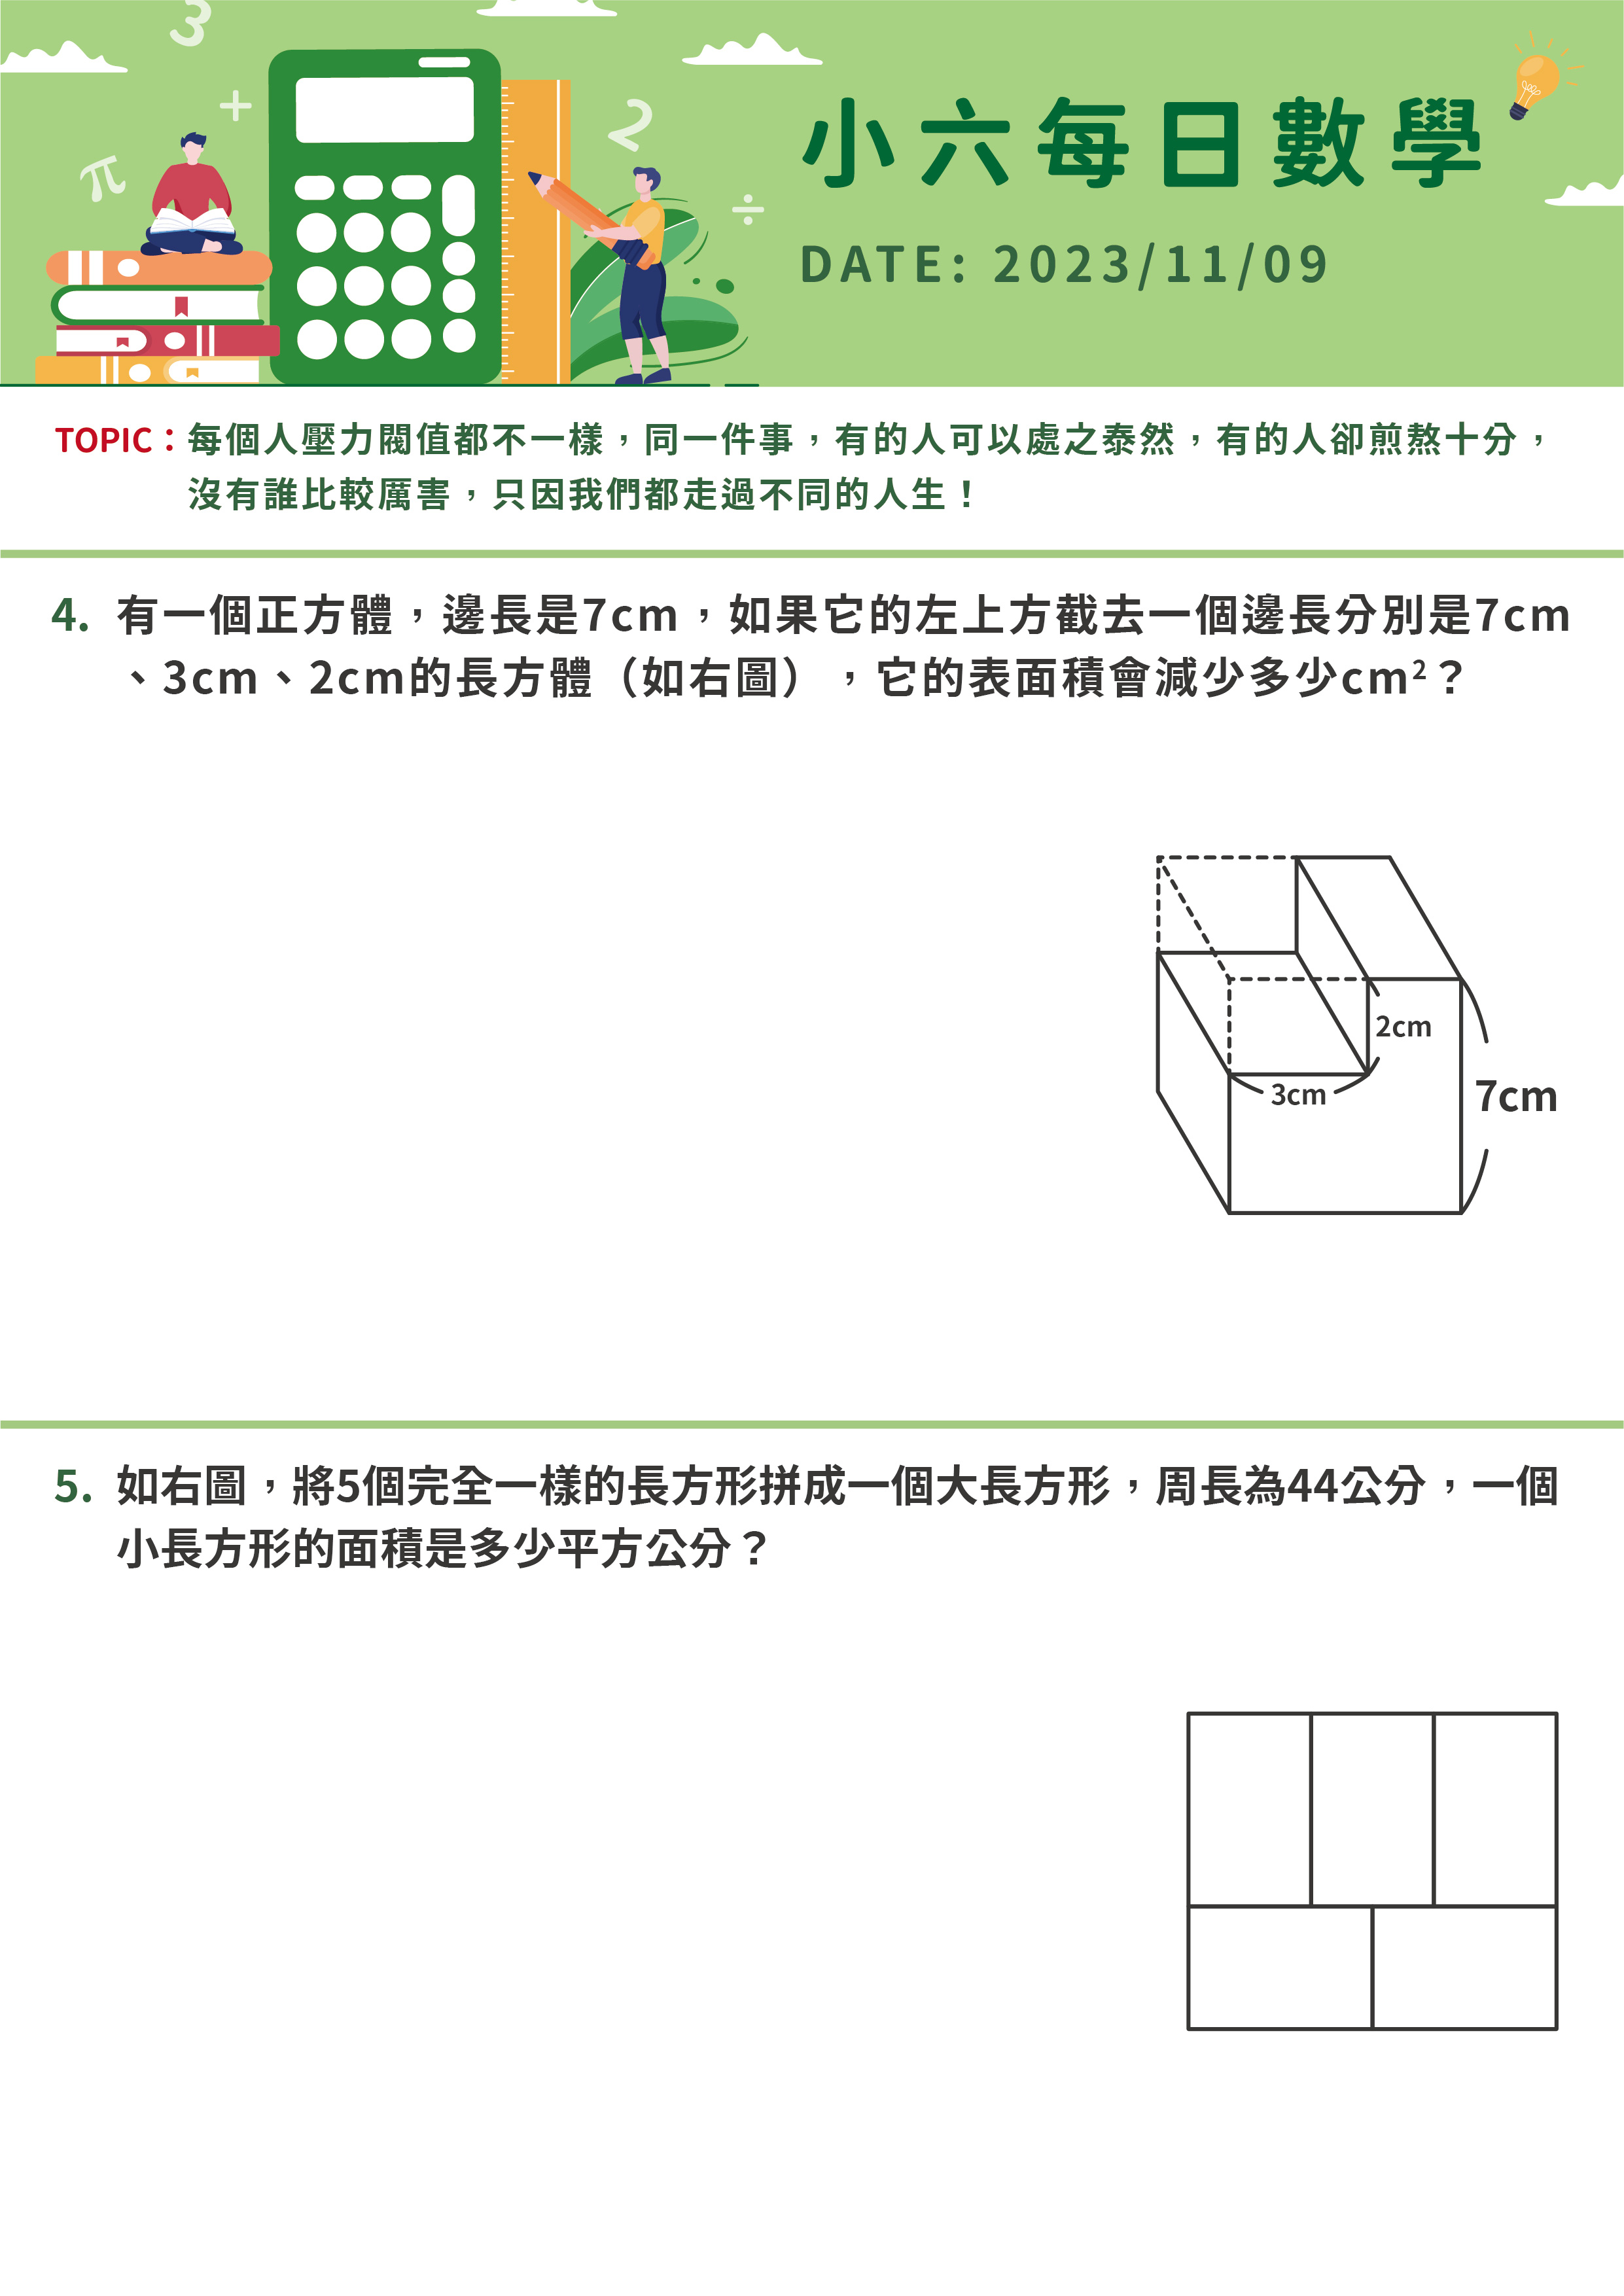 3
+
π
2
÷
小六每日數學
DATE: 2023/11/09
TOPIC：每個人壓力閥值都不一樣，同一件事，有的人可以處之泰然，有的人卻煎熬十分，
沒有誰比較厲害，只因我們都走過不同的人生！
4. 有一個正方體，邊長是7cm，如果它的左上方截去一個邊長分別是7cm
、3cm、2cm的長方體（如右圖），它的表面積會減少多少cm²？
2cm
3cm
7cm
5. 如右圖，將5個完全一樣的長方形拼成一個大長方形，周長為44公分，一個
小長方形的面積是多少平方公分？